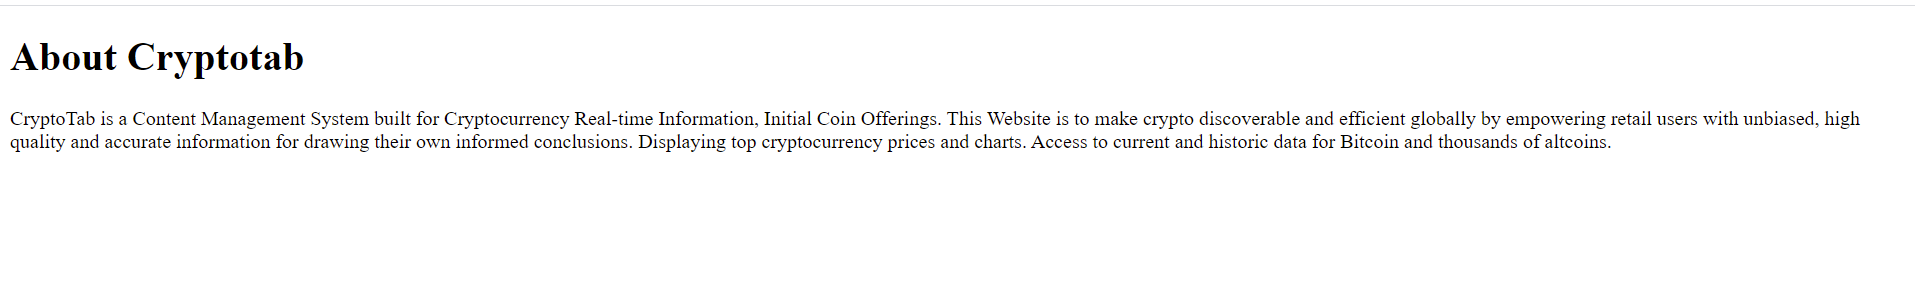 About Cryptotab
CryptoTab is a Content Management System built for Cryptocurrency Real-time Information, Initial Coin Offerings. This Website is to make crypto discoverable and efficient globally by empowering retail users with unbiased, high
quality and accurate information for drawing their own informed conclusions. Displaying top cryptocurrency prices and charts. Access to current and historic data for Bitcoin and thousands of altcoins.